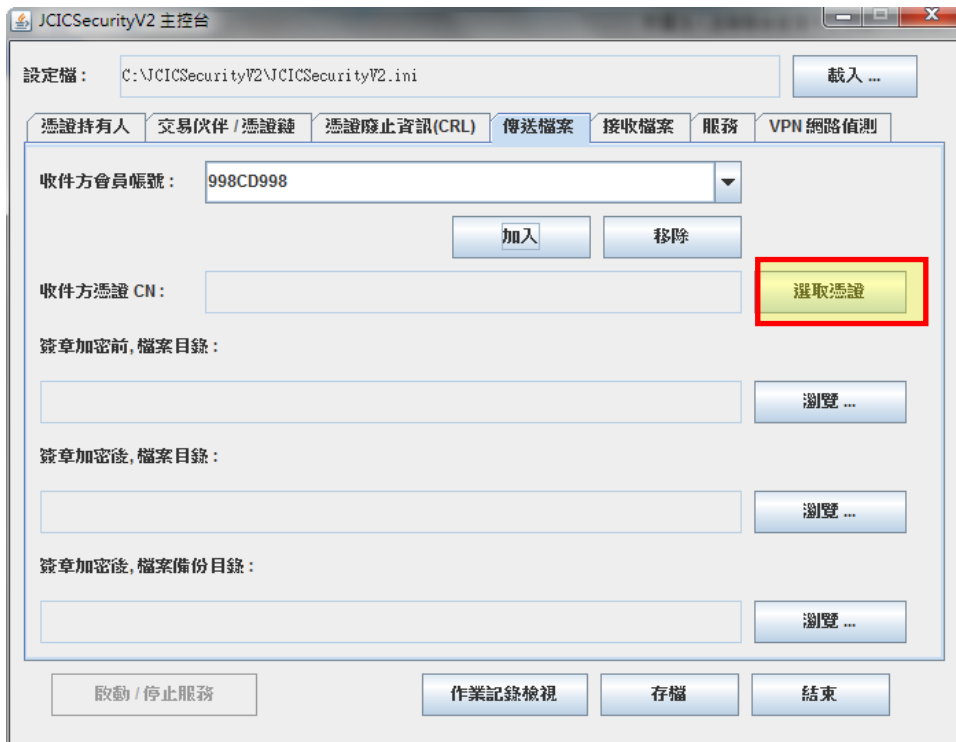 JCICSecurityV2 主控台
設定檔： C:\JCICSecurityV2\JCICSecurityV2.ini 載入 ...
憑證持有人 交易伙伴 / 憑證鏈 憑證廢止資訊(CRL) 傳送檔案 接收檔案 服務 VPN 網路偵測
收件方會員帳號： 998CD998
加入 移除
收件方憑證 CN： 選取憑證
簽章加密前, 檔案目錄：
瀏覽 ...
簽章加密後, 檔案目錄：
瀏覽 ...
簽章加密後, 檔案備份目錄：
瀏覽 ...
啟動 / 停止服務 作業記錄檢視 存檔 結束